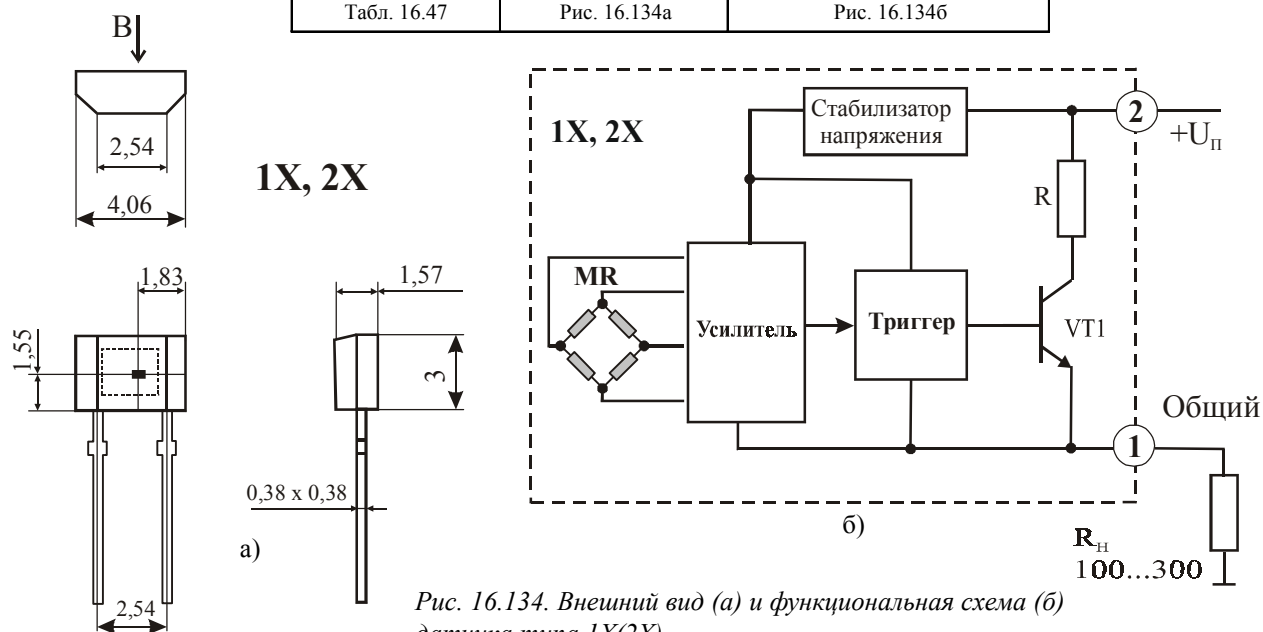 Табл. 16.47 Рис. 16.134а Рис. 16.134б
B
2,54
4,06
1X, 2X
1,83
1,57
1,55
3
0,38 x 0,38
2,54
а)
1X, 2X
Стабилизатор
напряжения
2
+Uп
R
MR
Усилитель
Триггер
VT1
Общий
1
б)
Rн
100...300
Рис. 16.134. Внешний вид (а) и функциональная схема (б)
датчика типа 1X(2X)